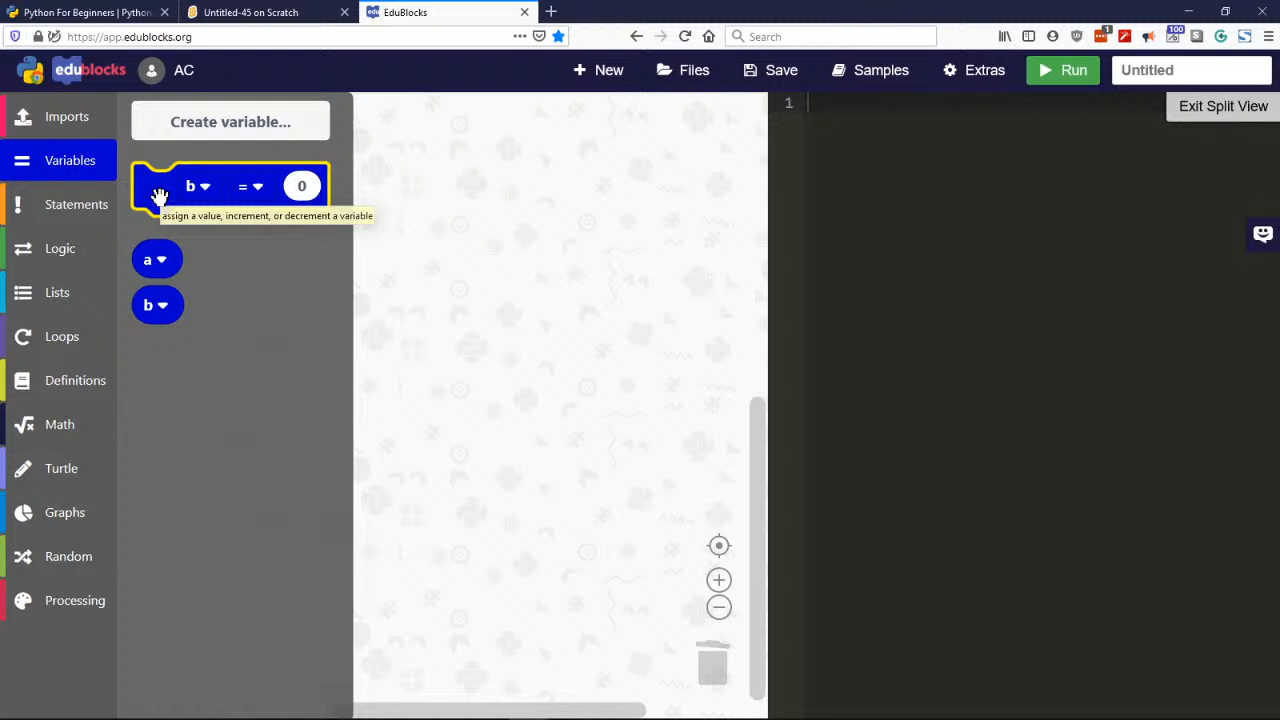 Python For Beginners | Python
Untitled-45 on Scratch
EduBlocks
https://app.edublocks.org
Search
1
100
edublocks
AC
New
Files
Save
Samples
Extras
Run
Untitled
Exit Split View
1
Imports
Variables
Statements
Logic
Lists
Loops
Definitions
Math
Turtle
Graphs
Random
Processing
Create variable...
b = 0
assign a value, increment, or decrement a variable
a
b